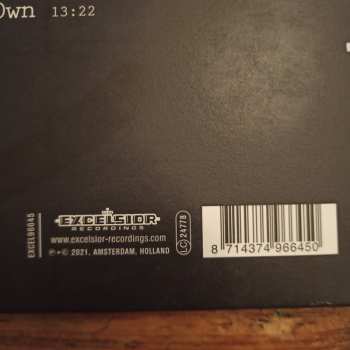 Own 13:22
EXCEL96645
EXCELSIOR
RECORDINGS
www.excelsior-recordings.com
℗+© 2021, AMSTERDAM, HOLLAND
LC 24778
8 714374 966450